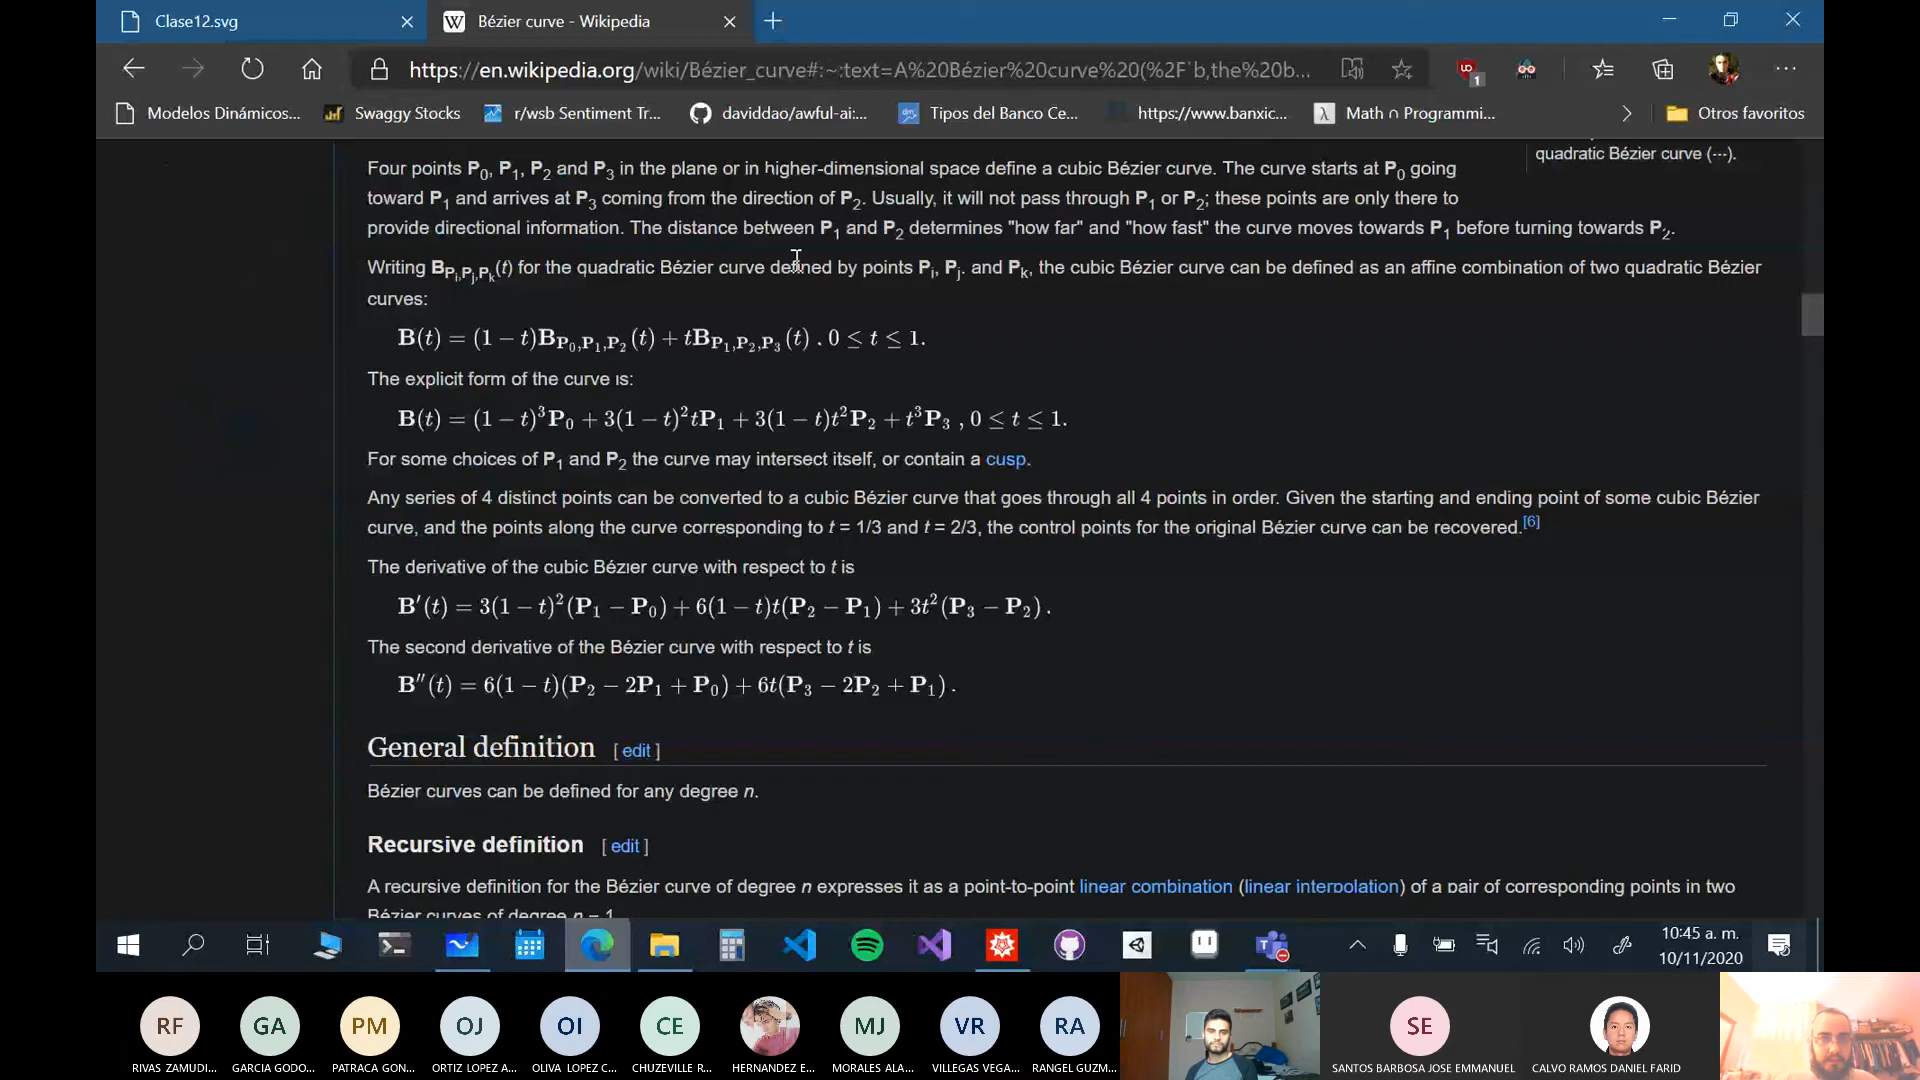 Clase12.svg
Bézier curve - Wikipedia
https://en.wikipedia.org/wiki/Bézier_curve#:~:text=A%20Bézier%20curve%20(%2F`b,the%20b...
1
Modelos Dinámicos...
Swaggy Stocks
r/wsb Sentiment Tr...
daviddao/awful-ai:...
Tipos del Banco Ce...
https://www.banxic...
Math ∩ Programmi...
Otros favoritos
quadratic Bézier curve (---).
Four points P0, P1, P2 and P3 in the plane or in higher-dimensional space define a cubic Bézier curve. The curve starts at P0 going
toward P1 and arrives at P3 coming from the direction of P2. Usually, it will not pass through P1 or P2; these points are only there to
provide directional information. The distance between P1 and P2 determines "how far" and "how fast" the curve moves towards P1 before turning towards P2.
Writing B_{Pi,Pj,Pk}(t) for the quadratic Bézier curve defined by points Pi, Pj, and Pk, the cubic Bézier curve can be defined as an affine combination of two quadratic Bézier
curves:
B(t) = (1 − t)B_{P0,P1,P2}(t) + tB_{P1,P2,P3}(t) , 0 ≤ t ≤ 1.
The explicit form of the curve is:
B(t) = (1 − t)³P0 + 3(1 − t)²tP1 + 3(1 − t)t²P2 + t³P3 , 0 ≤ t ≤ 1.
For some choices of P1 and P2 the curve may intersect itself, or contain a cusp.
Any series of 4 distinct points can be converted to a cubic Bézier curve that goes through all 4 points in order. Given the starting and ending point of some cubic Bézier
curve, and the points along the curve corresponding to t = 1/3 and t = 2/3, the control points for the original Bézier curve can be recovered.[6]
The derivative of the cubic Bézier curve with respect to t is
B′(t) = 3(1 − t)²(P1 − P0) + 6(1 − t)t(P2 − P1) + 3t²(P3 − P2) .
The second derivative of the Bézier curve with respect to t is
B″(t) = 6(1 − t)(P2 − 2P1 + P0) + 6t(P3 − 2P2 + P1) .
General definition [ edit ]
Bézier curves can be defined for any degree n.
Recursive definition [ edit ]
A recursive definition for the Bézier curve of degree n expresses it as a point-to-point linear combination (linear interpolation) of a pair of corresponding points in two
Bézier curves of degree n − 1
10:45 a. m.
10/11/2020
RF
GA
PM
OJ
OI
CE
MJ
VR
RA
SE
RIVAS ZAMUDI...
GARCIA GODO...
PATRACA GON...
ORTIZ LOPEZ A...
OLIVA LOPEZ C...
CHUZEVILLE R...
HERNANDEZ E...
MORALES ALA...
VILLEGAS VEGA...
RANGEL GUZM...
SANTOS BARBOSA JOSE EMMANUEL
CALVO RAMOS DANIEL FARID